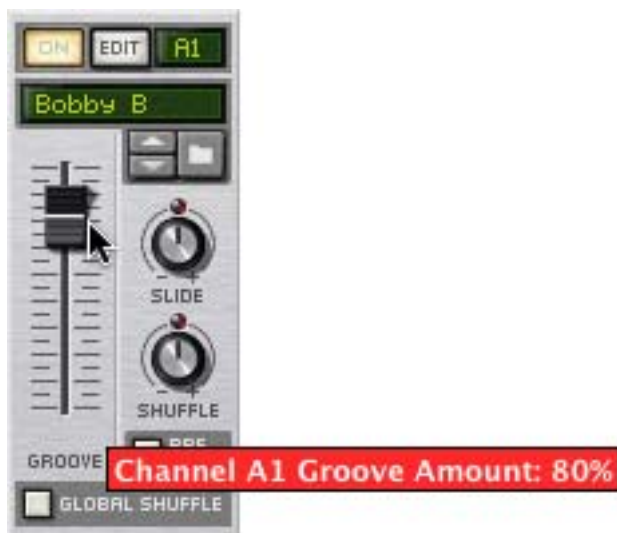 ON EDIT A1
Bobby B
SLIDE
SHUFFLE
GROOVE
Channel A1 Groove Amount: 80%
GLOBAL SHUFFLE